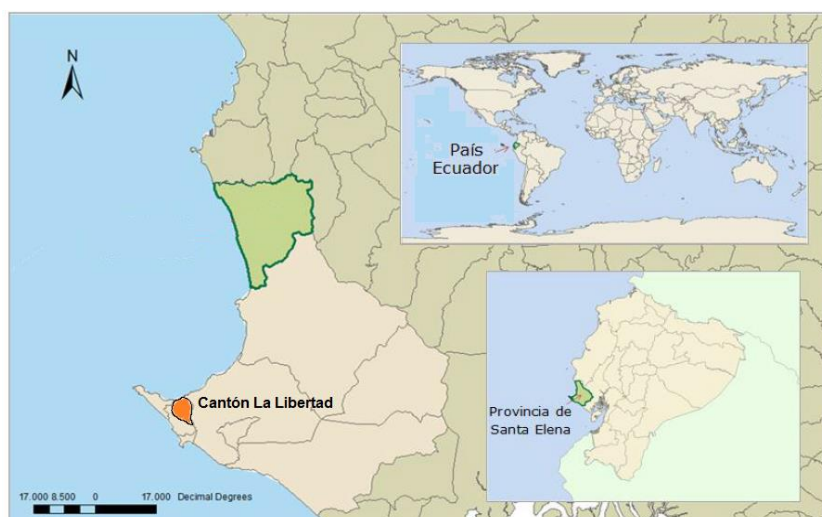 N
País
Ecuador
Cantón La Libertad
Provincia de
Santa Elena
17.000 8.500 0 17.000 Decimal Degrees